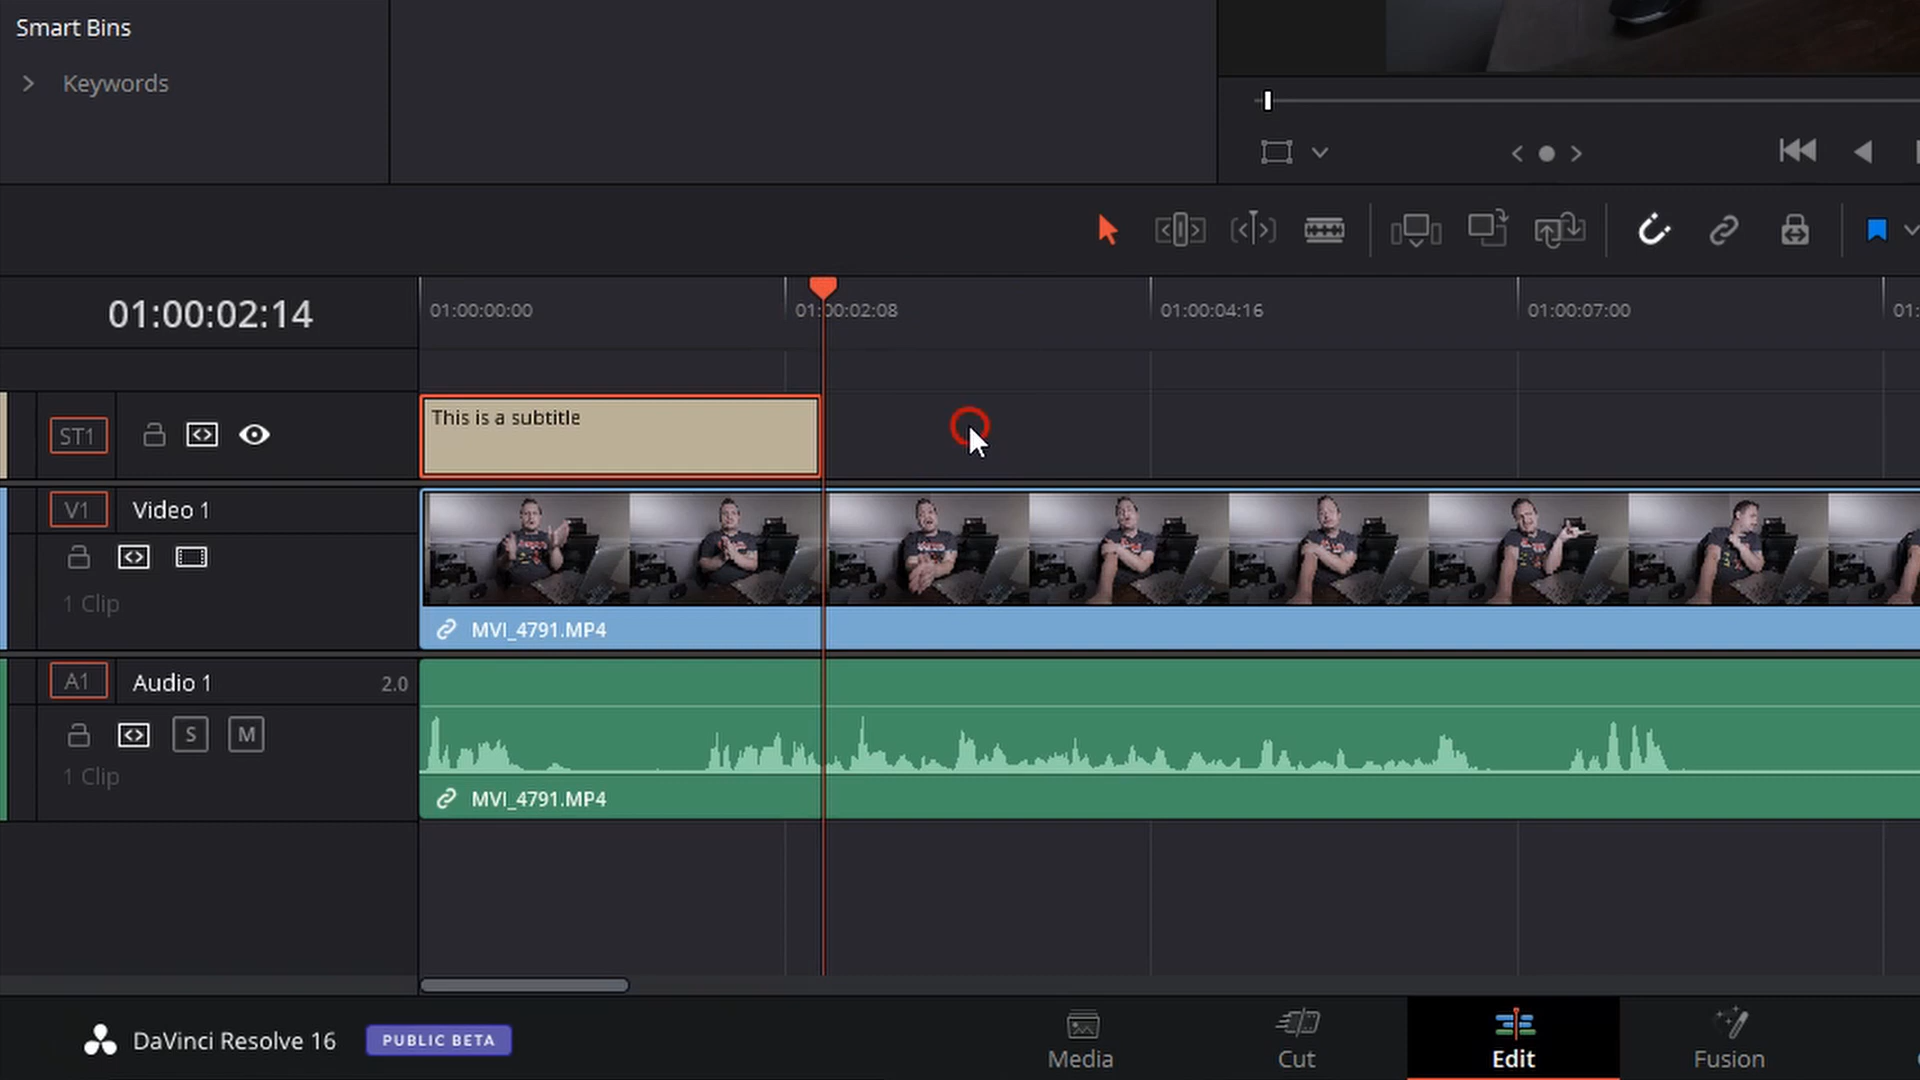 Smart Bins
Keywords
01:00:02:14
01:00:00:00
01:00:02:08
01:00:04:16
01:00:07:00
01:
ST1
This is a subtitle
V1
Video 1
1 Clip
MVI_4791.MP4
A1
Audio 1
2.0
S
M
1 Clip
MVI_4791.MP4
DaVinci Resolve 16
PUBLIC BETA
Media
Cut
Edit
Fusion